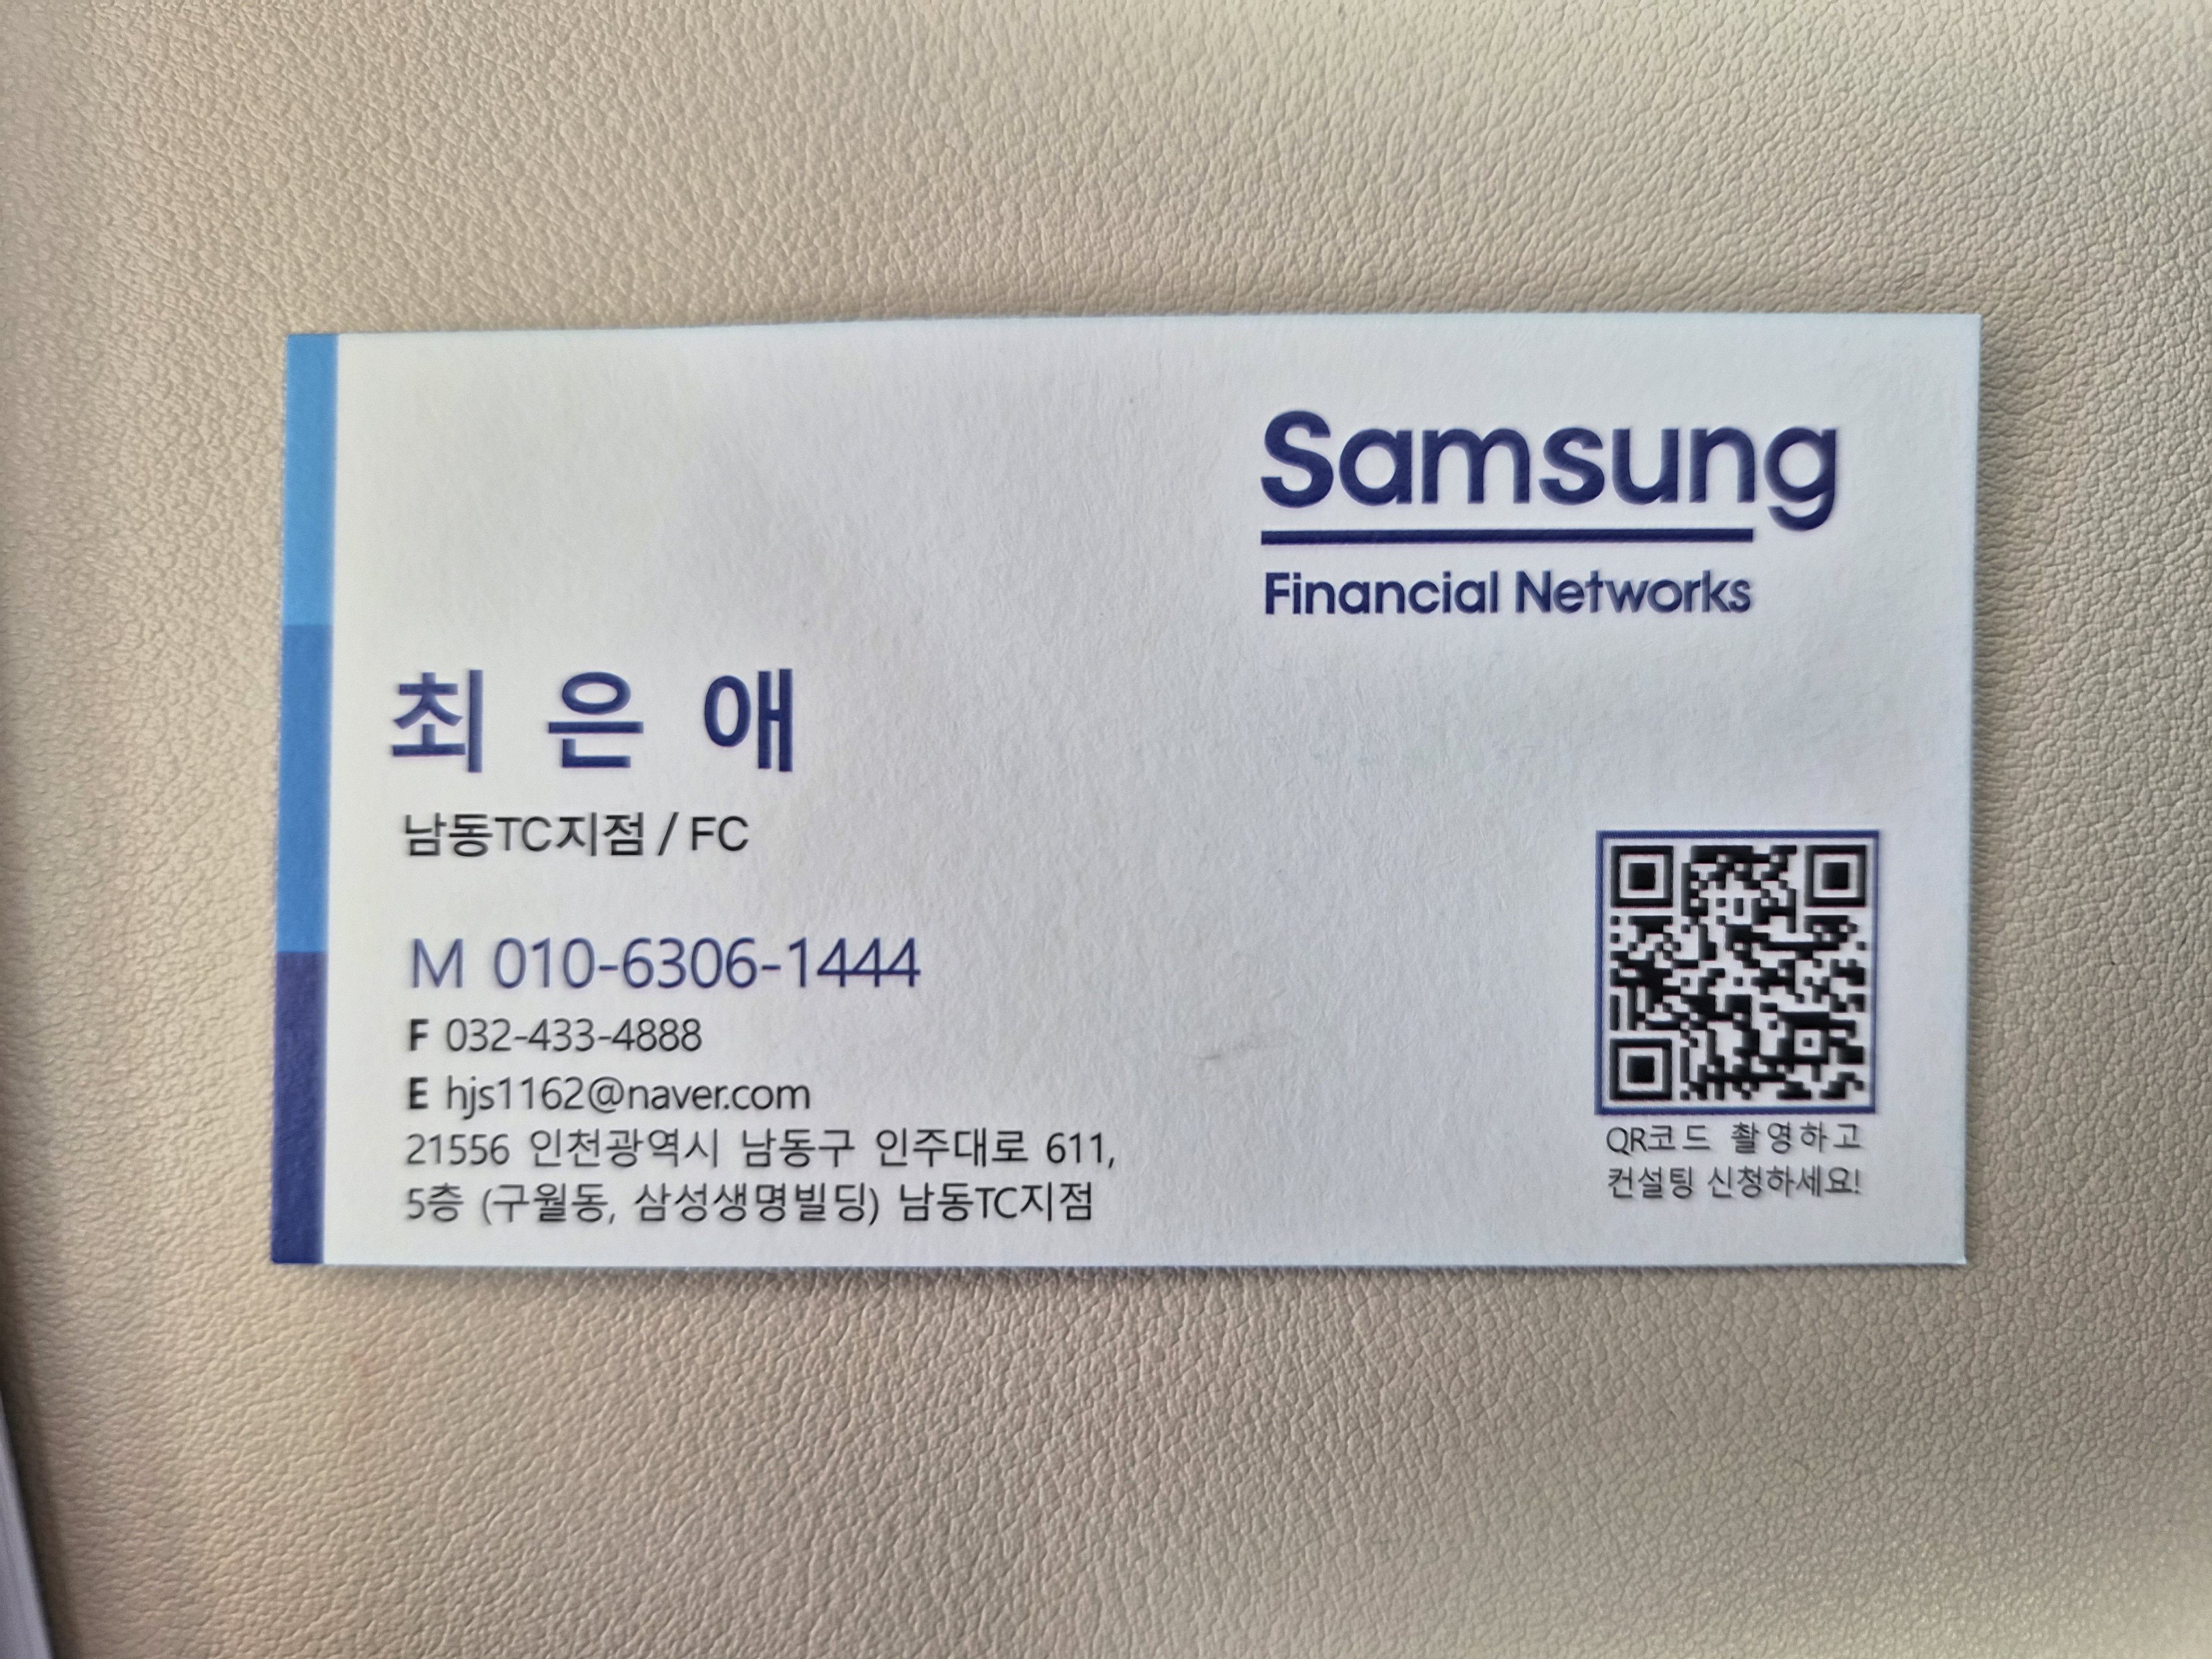 Samsung
Financial Networks
최은애
남동TC지점 / FC
M 010-6306-1444
F 032-433-4888
E hjs1162@naver.com
21556 인천광역시 남동구 인주대로 611,
5층 (구월동, 삼성생명빌딩) 남동TC지점
QR코드 촬영하고
컨설팅 신청하세요!